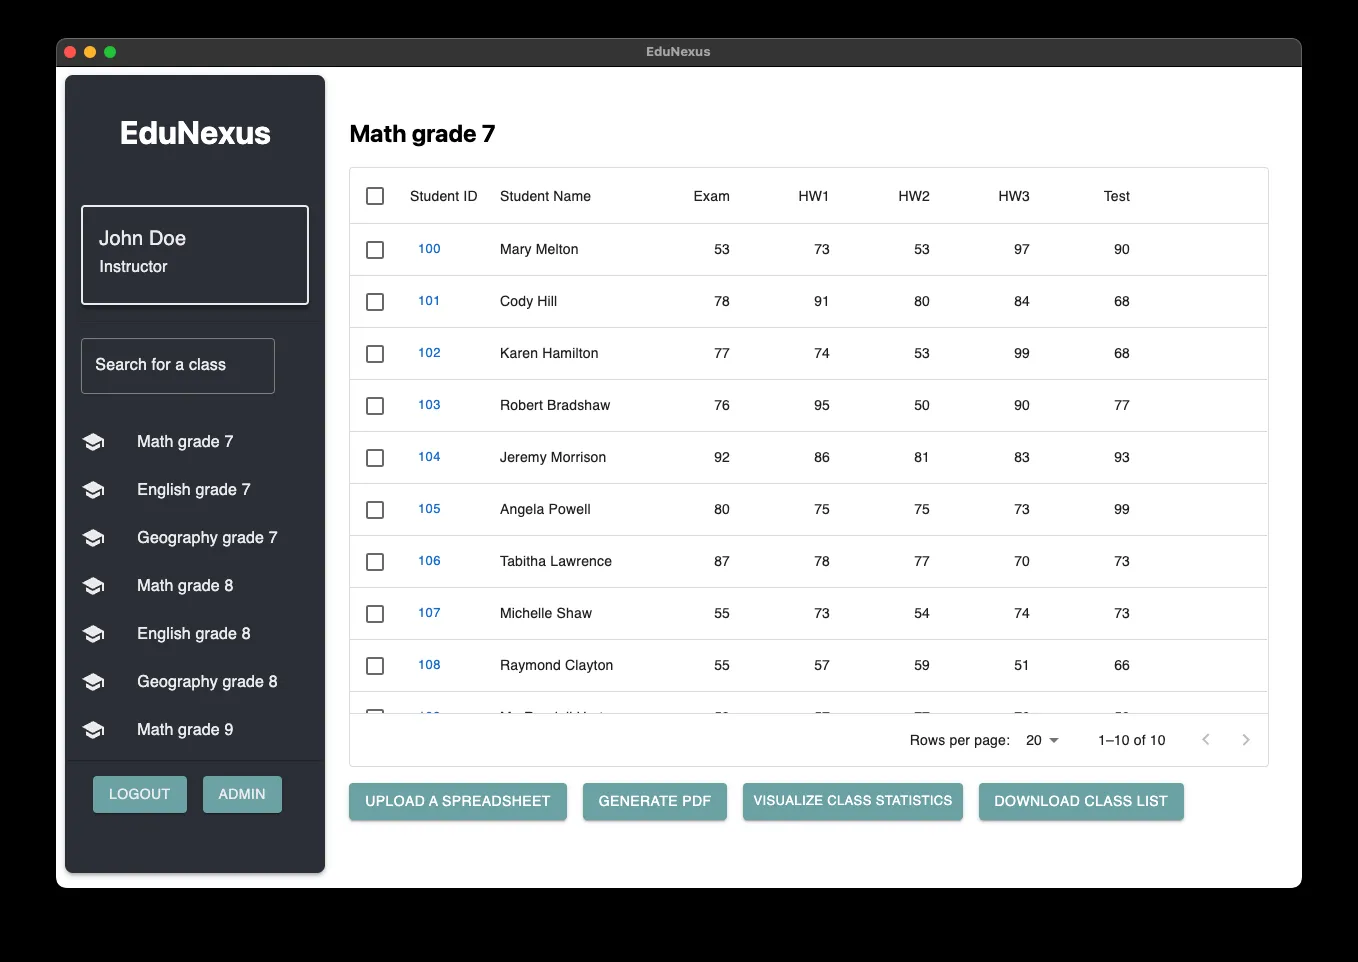 EduNexus
EduNexus
John Doe
Instructor
Search for a class
Math grade 7
English grade 7
Geography grade 7
Math grade 8
English grade 8
Geography grade 8
Math grade 9
LOGOUT ADMIN
Math grade 7
Student ID Student Name Exam HW1 HW2 HW3 Test
100 Mary Melton 53 73 53 97 90
101 Cody Hill 78 91 80 84 68
102 Karen Hamilton 77 74 53 99 68
103 Robert Bradshaw 76 95 50 90 77
104 Jeremy Morrison 92 86 81 83 93
105 Angela Powell 80 75 75 73 99
106 Tabitha Lawrence 87 78 77 70 73
107 Michelle Shaw 55 73 54 74 73
108 Raymond Clayton 55 57 59 51 66
Rows per page: 20 1–10 of 10
UPLOAD A SPREADSHEET GENERATE PDF VISUALIZE CLASS STATISTICS DOWNLOAD CLASS LIST